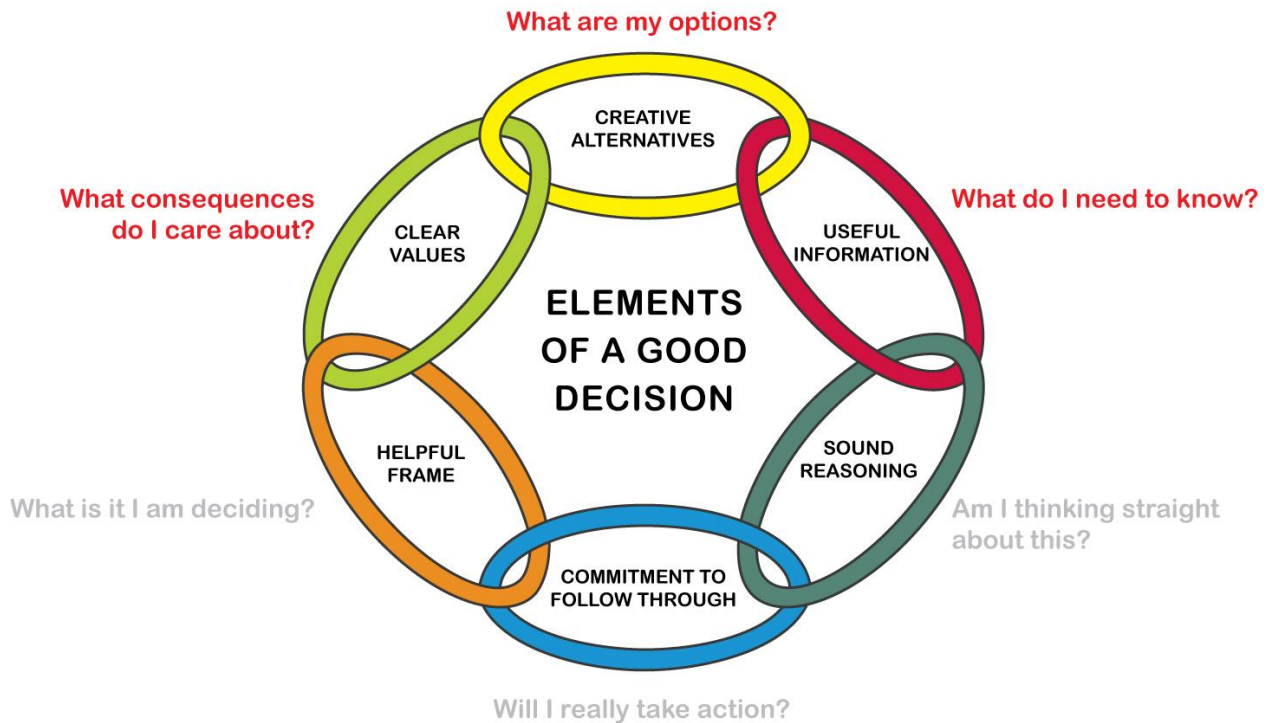 What are my options?
CREATIVE
ALTERNATIVES
What consequences
do I care about?
CLEAR
VALUES
What do I need to know?
USEFUL
INFORMATION
ELEMENTS
OF A GOOD
DECISION
HELPFUL
FRAME
What is it I am deciding?
SOUND
REASONING
Am I thinking straight
about this?
COMMITMENT TO
FOLLOW THROUGH
Will I really take action?